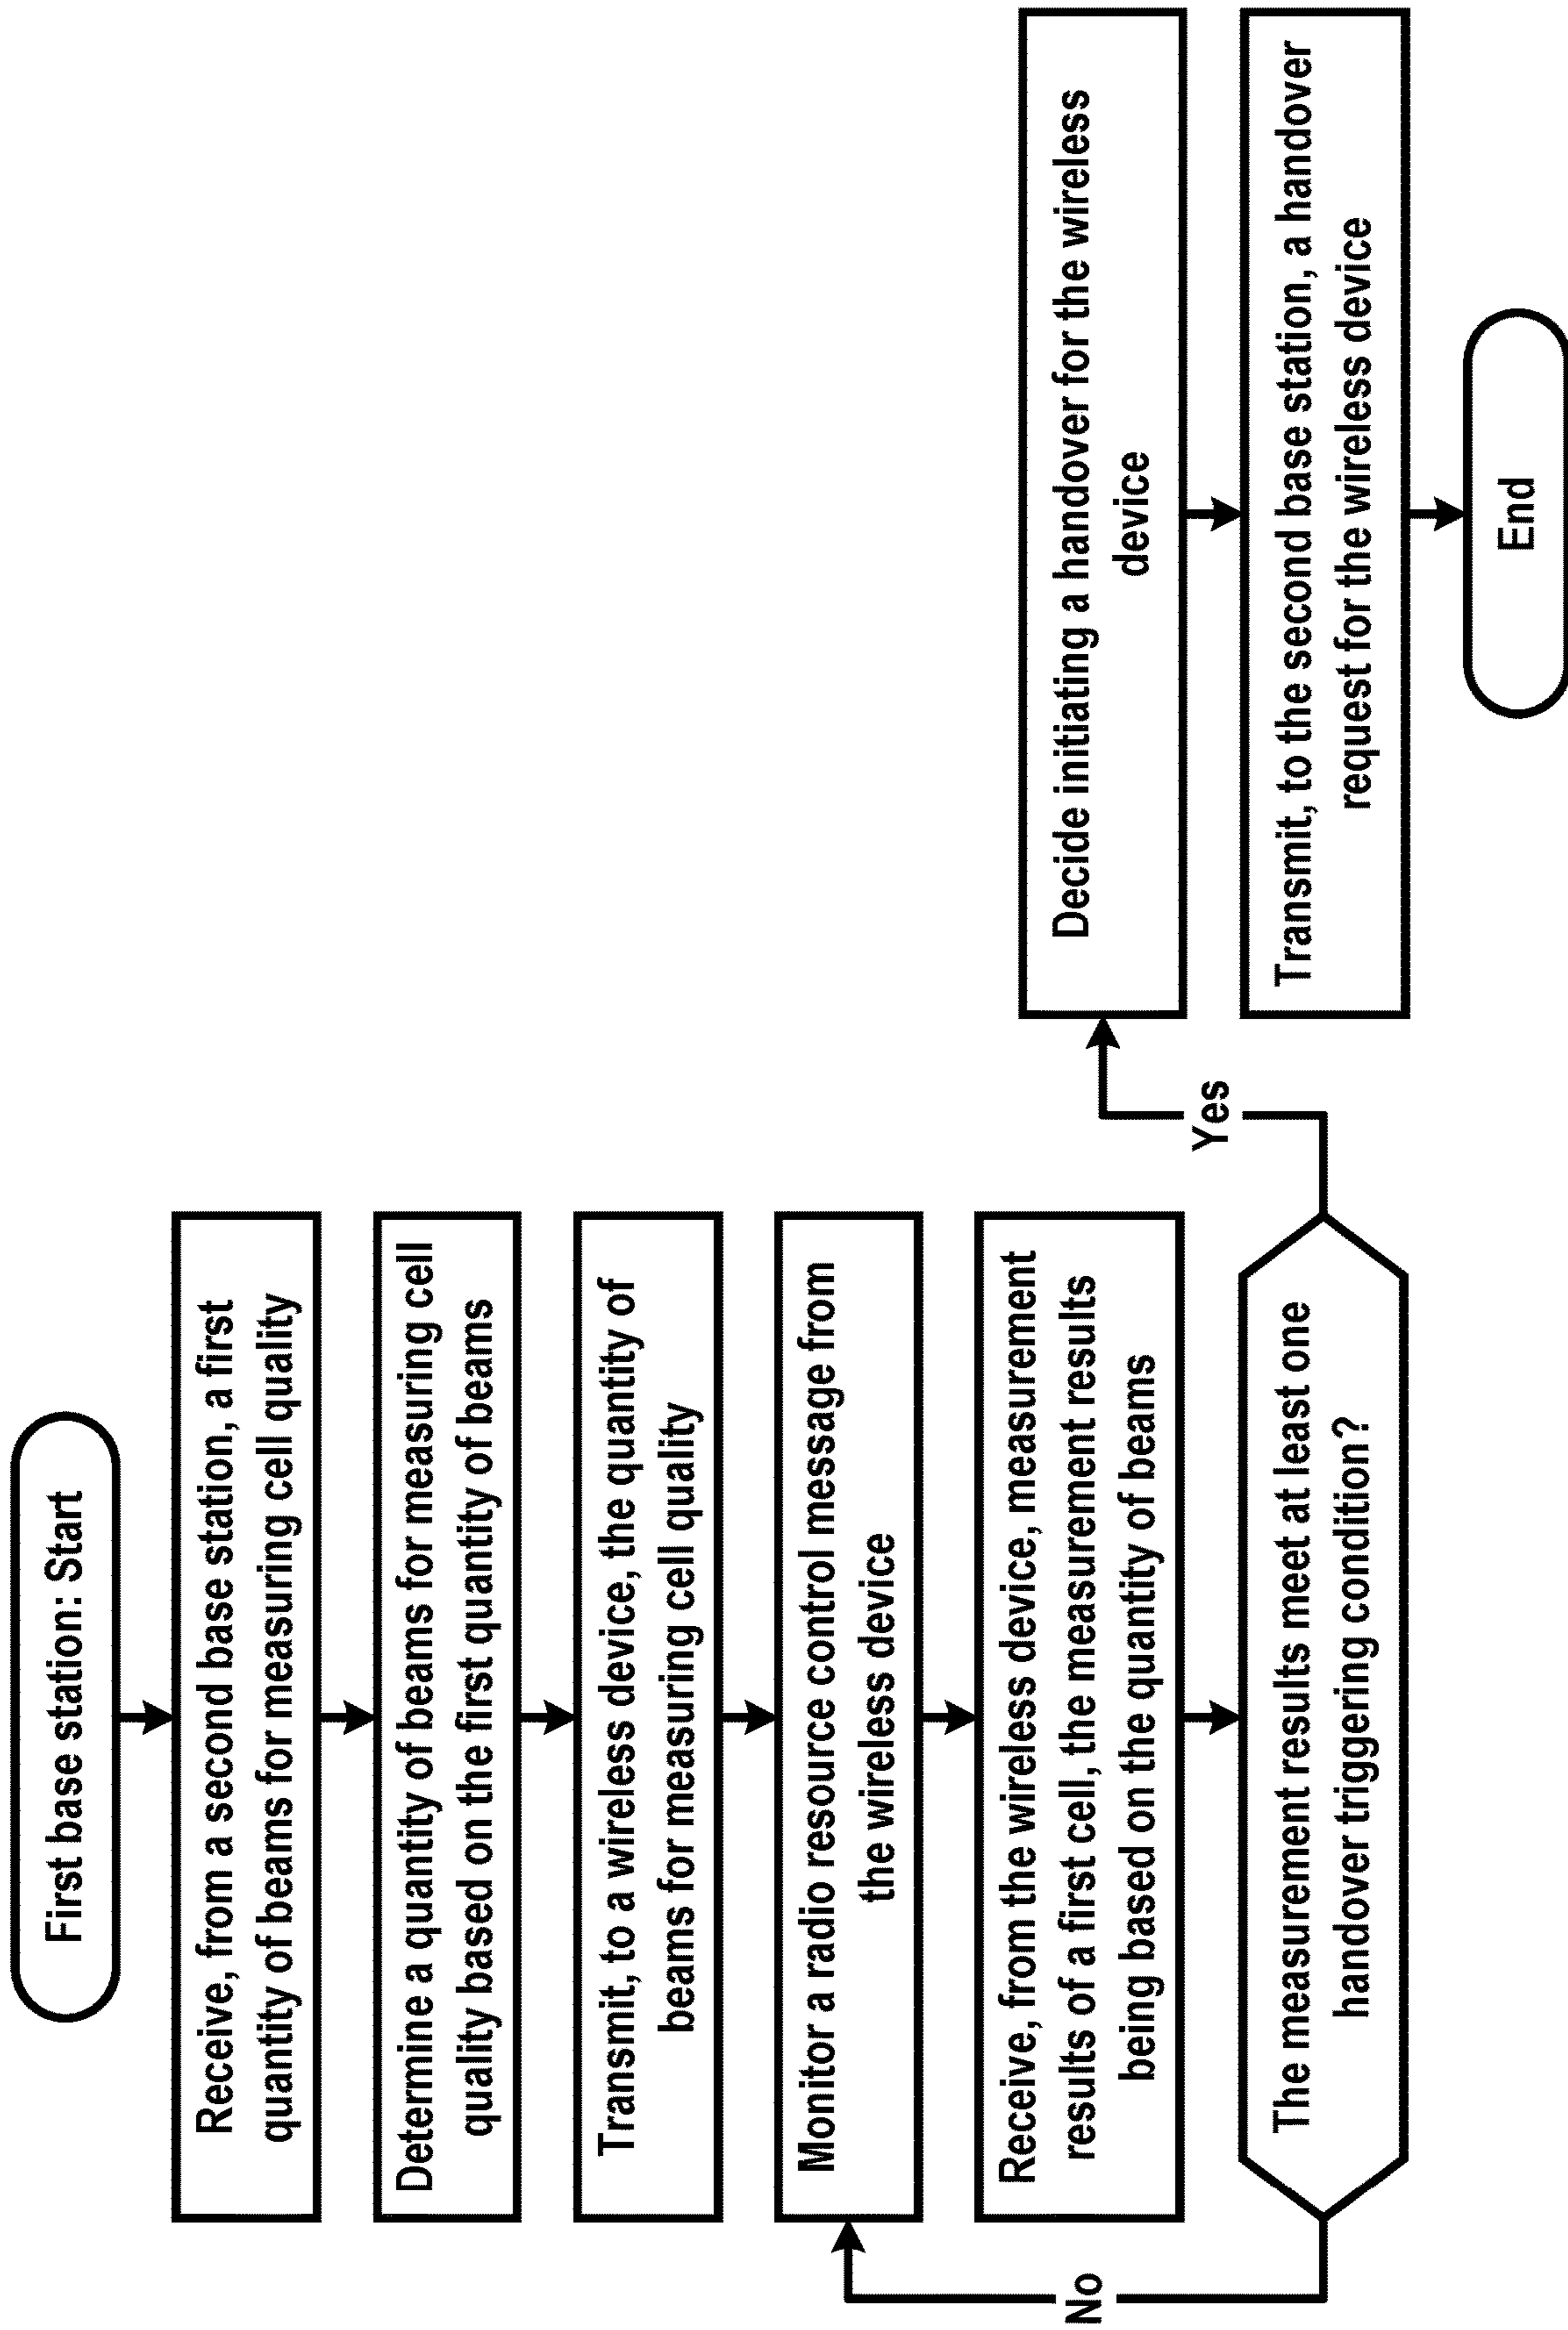 First base station: Start
Receive, from a second base station, a first
quantity of beams for measuring cell quality
Determine a quantity of beams for measuring cell
quality based on the first quantity of beams
Transmit, to a wireless device, the quantity of
beams for measuring cell quality
Monitor a radio resource control message from
the wireless device
Receive, from the wireless device, measurement
results of a first cell, the measurement results
being based on the quantity of beams
The measurement results meet at least one
handover triggering condition?
No
Yes
Decide initiating a handover for the wireless
device
Transmit, to the second base station, a handover
request for the wireless device
End